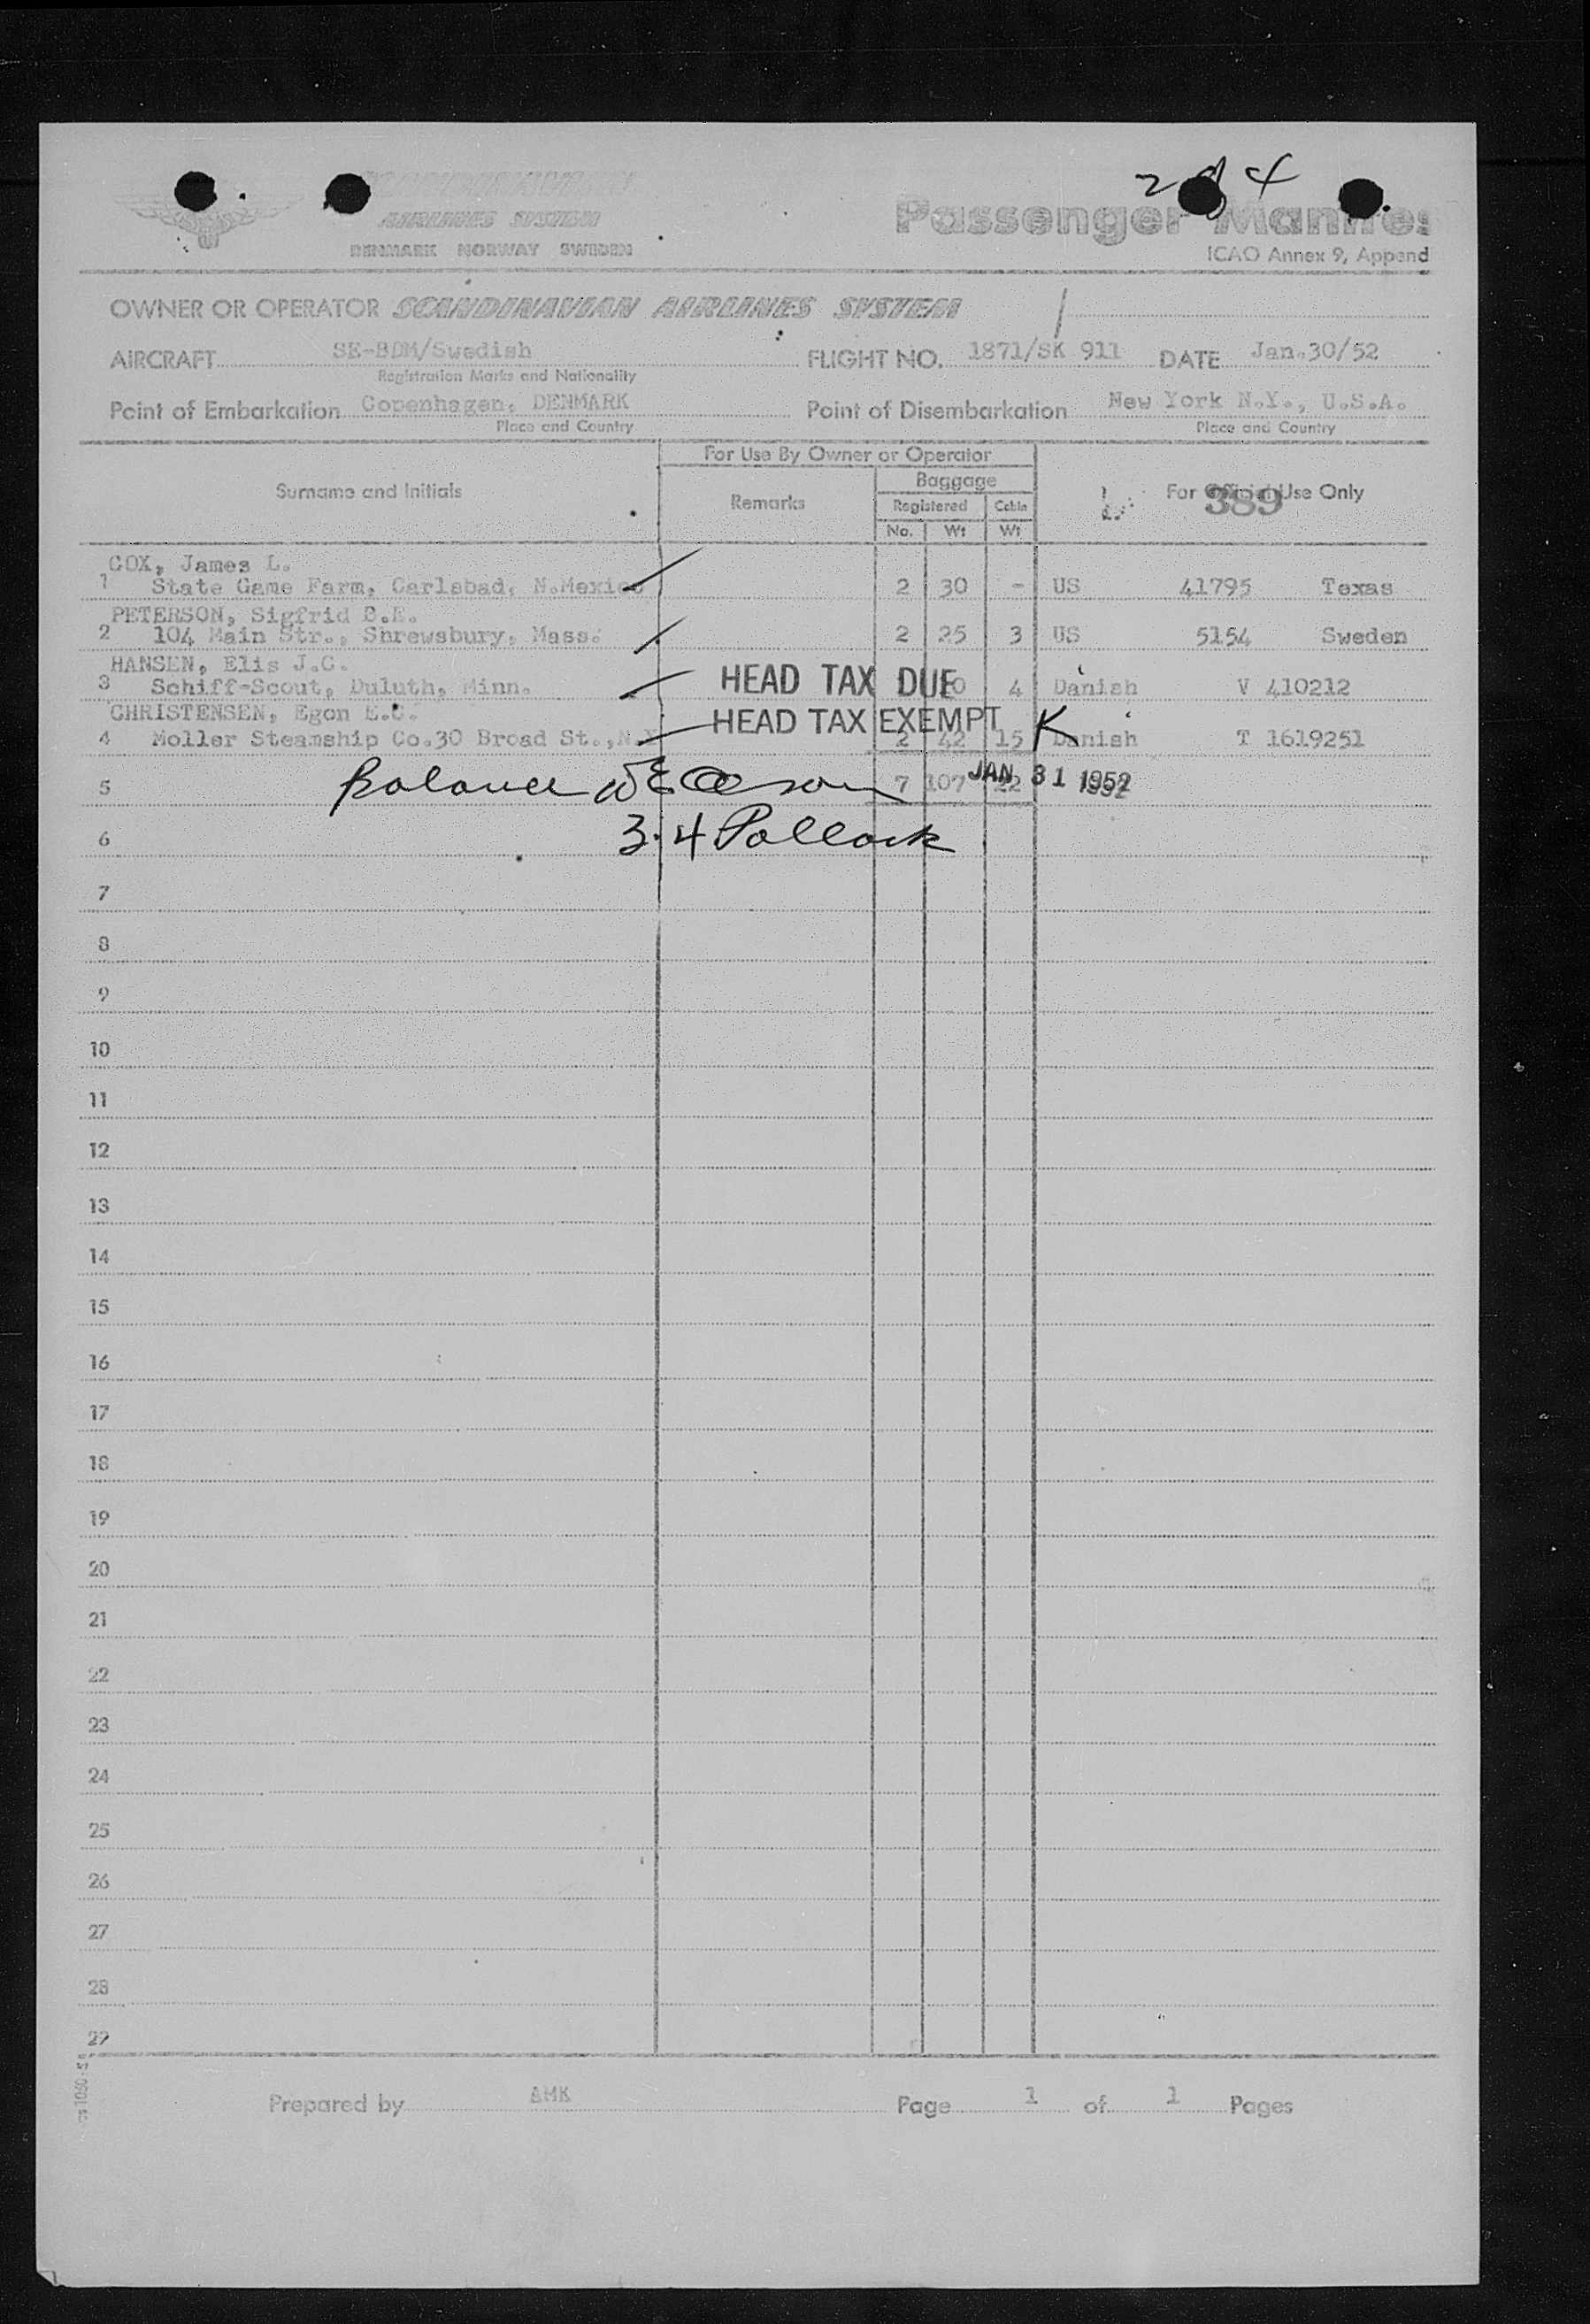 2 of 4
SCANDINAVIAN
AIRLINES SYSTEM
DENMARK NORWAY SWEDEN
Passenger Manifes
ICAO Annex 9, Append
OWNER OR OPERATOR SCANDINAVIAN AIRLINES SYSTEM
AIRCRAFT SE-BDM/Swedish FLIGHT NO. 1871/SK 911 DATE Jan.30/52
Registration Marks and Nationality
Point of Embarkation Copenhagen, DENMARK Point of Disembarkation New York N.Y., U.S.A.
Place and Country Place and Country
For Use By Owner or Operator
Surname and Initials Remarks Baggage For Official Use Only
389
Registered Cabin
No. Wt Wt
COX, James L.
1 State Game Farm, Carlsbad, N.Mexico 2 30 - US 41795 Texas
PETERSON, Sigfrid B.E.
2 104 Main Str., Shrewsbury, Mass. 2 25 3 US 5154 Sweden
HANSEN, Elis J.C.
3 Schiff-Scout, Duluth, Minn. HEAD TAX DUE 4 Danish V 410212
CHRISTENSEN, Egon E.
HEAD TAX EXEMPT K
4 Moller Steamship Co.30 Broad St.,N.Y 2 42 15 Danish T 1619251
5 Balance 7 107 22 JAN 31 1952
6 3.4 Pollack
7
8
9
10
11
12
13
14
15
16
17
18
19
20
21
22
23
24
25
26
27
28
29
Prepared by AMK Page 1 of 1 Pages